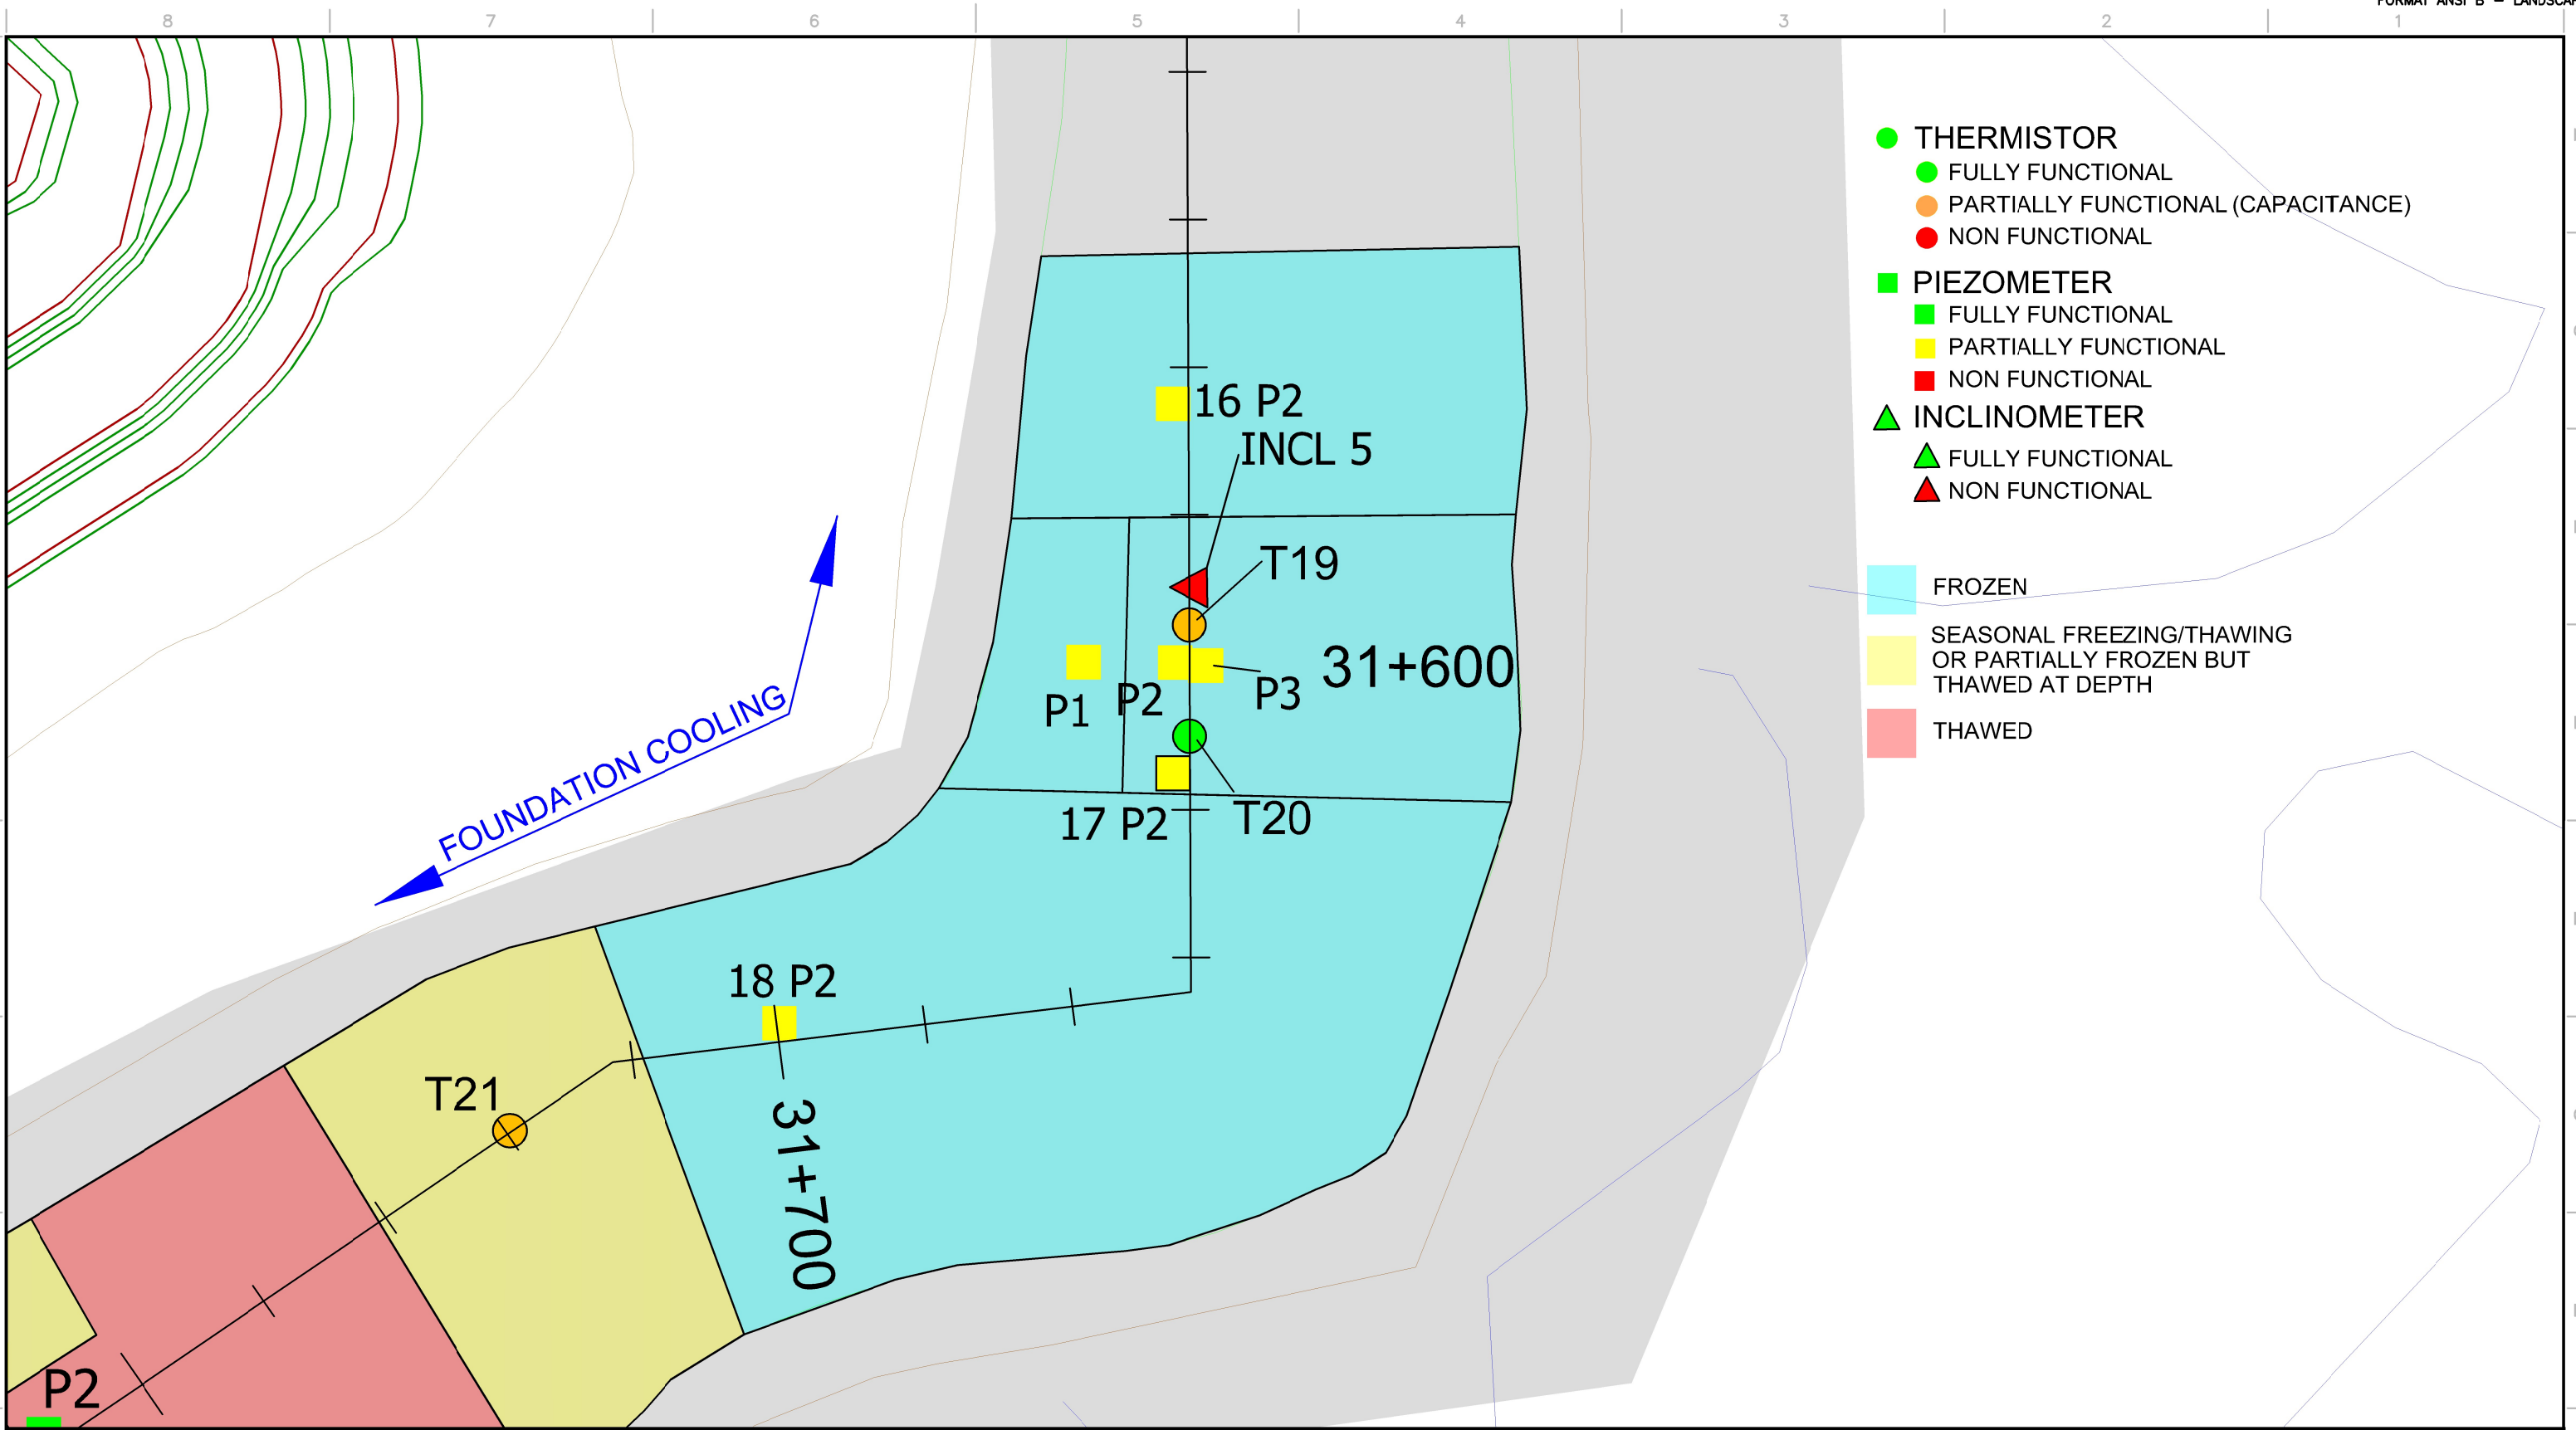 FORMAT ANSI B - LANDSCAP
8 7 6 5 4 3 2 1
THERMISTOR
FULLY FUNCTIONAL
PARTIALLY FUNCTIONAL (CAPACITANCE)
NON FUNCTIONAL
PIEZOMETER
FULLY FUNCTIONAL
PARTIALLY FUNCTIONAL
NON FUNCTIONAL
INCLINOMETER
FULLY FUNCTIONAL
NON FUNCTIONAL
FROZEN
SEASONAL FREEZING/THAWING
OR PARTIALLY FROZEN BUT
THAWED AT DEPTH
THAWED
16 P2
INCL 5
T19
31+600
P1
P2
P3
17 P2
T20
FOUNDATION COOLING
18 P2
T21
31+700
P2